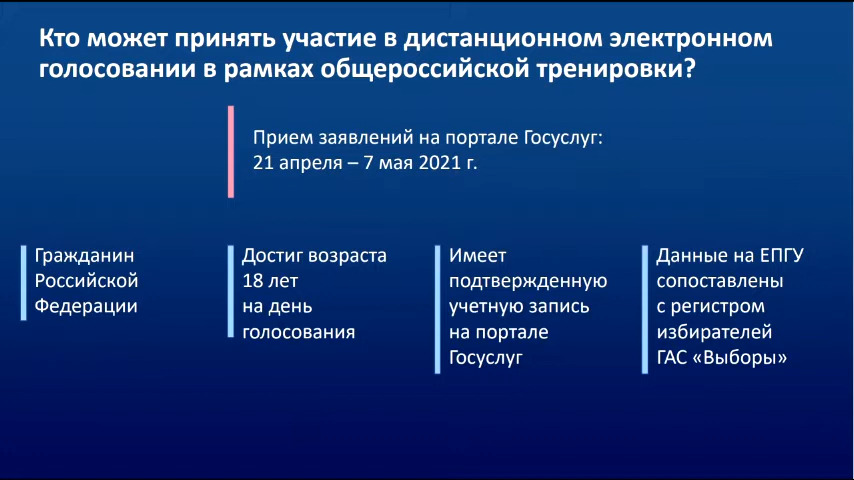 Кто может принять участие в дистанционном электронном
голосовании в рамках общероссийской тренировки?
Прием заявлений на портале Госуслуг:
21 апреля – 7 мая 2021 г.
Гражданин
Российской
Федерации
Достиг возраста
18 лет
на день
голосования
Имеет
подтвержденную
учетную запись
на портале
Госуслуг
Данные на ЕПГУ
сопоставлены
с регистром
избирателей
ГАС «Выборы»